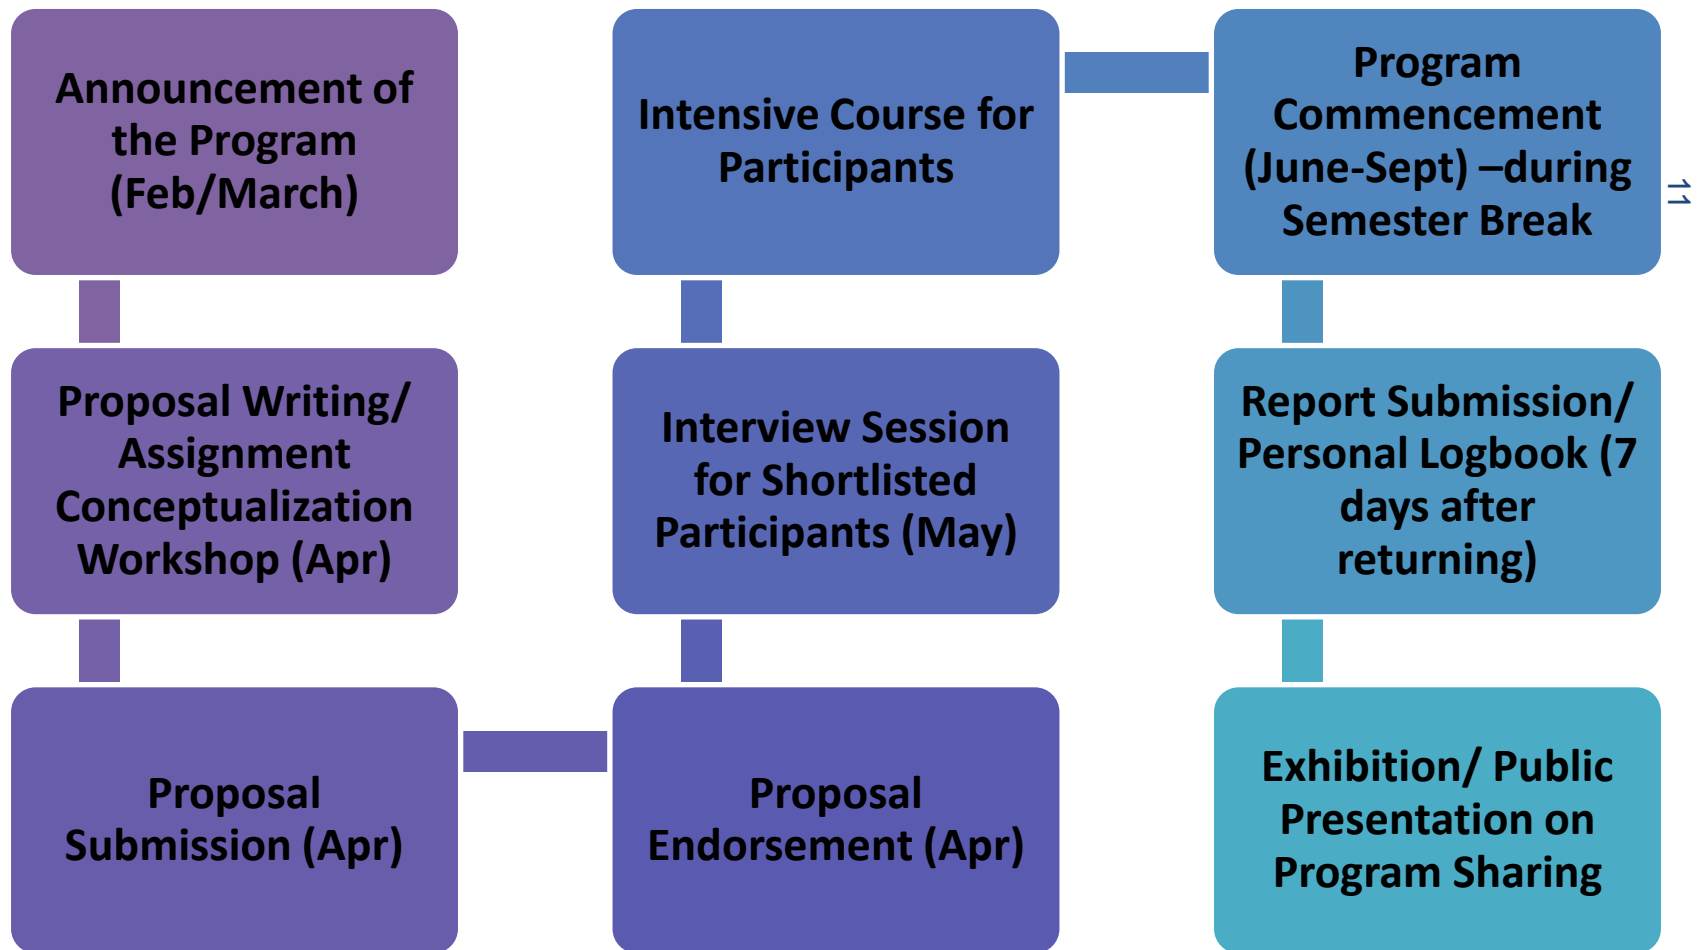 Announcement of
the Program
(Feb/March)
Proposal Writing/
Assignment
Conceptualization
Workshop (Apr)
Proposal
Submission (Apr)
Proposal
Endorsement (Apr)
Interview Session
for Shortlisted
Participants (May)
Intensive Course for
Participants
Program
Commencement
(June-Sept) –during
Semester Break
Report Submission/
Personal Logbook (7
days after
returning)
Exhibition/ Public
Presentation on
Program Sharing
11